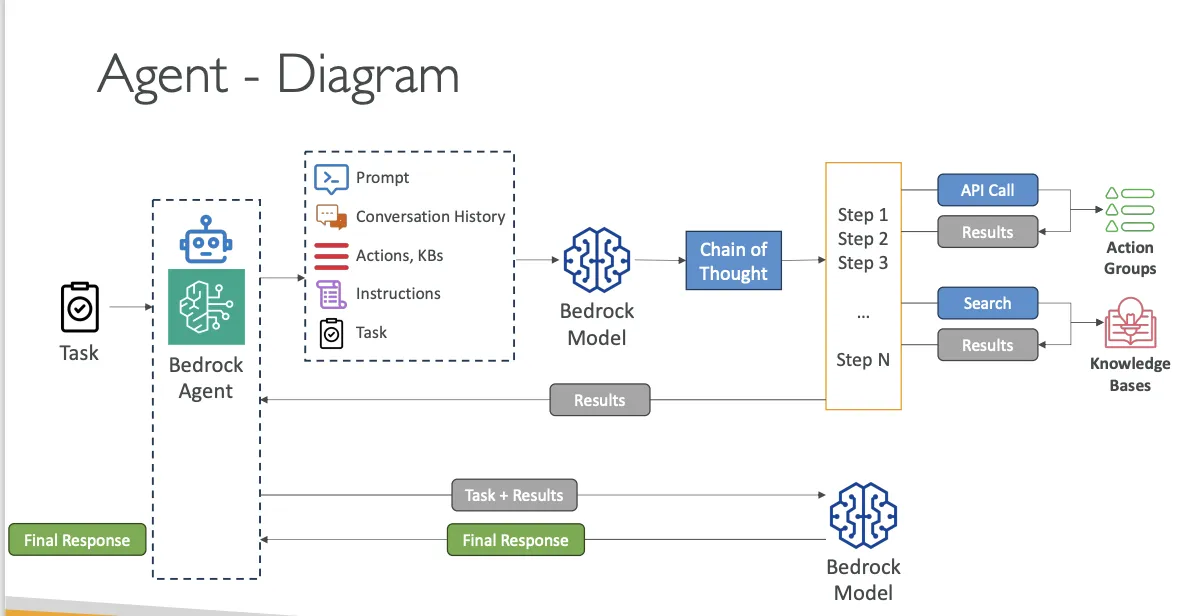 Agent - Diagram
Task
Bedrock
Agent
Prompt
Conversation History
Actions, KBs
Instructions
Task
Bedrock
Model
Chain of
Thought
Step 1
Step 2
Step 3
...
Step N
API Call
Results
Action
Groups
Search
Results
Knowledge
Bases
Results
Task + Results
Final Response
Final Response
Bedrock
Model